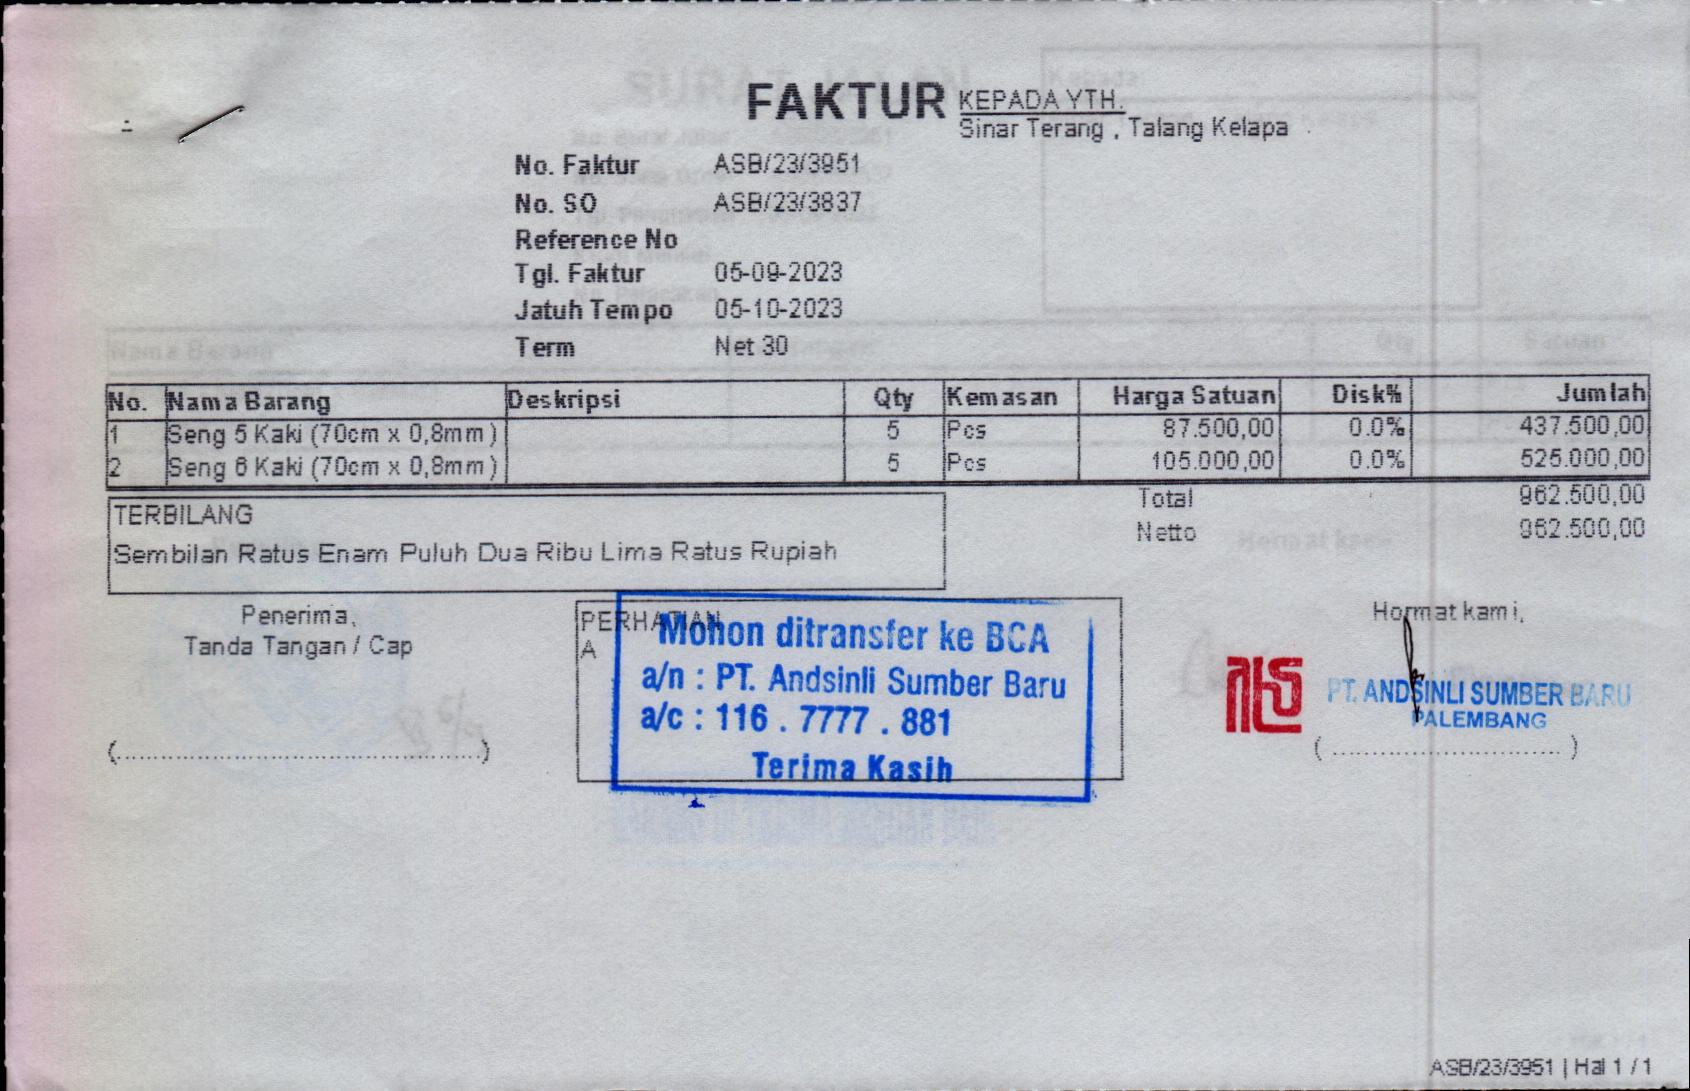 FAKTUR
KEPADA YTH.
Sinar Terang , Talang Kelapa
No. Faktur ASB/23/3951
No. SO ASB/23/3837
Reference No
Tgl. Faktur 05-09-2023
Jatuh Tempo 05-10-2023
Term Net 30
No. Nama Barang Deskripsi Qty Kemasan Harga Satuan Disk% Jumlah
1 Seng 5 Kaki (70cm x 0,8mm) 5 Pcs 87.500,00 0.0% 437.500,00
2 Seng 6 Kaki (70cm x 0,8mm) 5 Pcs 105.000,00 0.0% 525.000,00
Total 962.500,00
Netto 962.500,00
TERBILANG
Sembilan Ratus Enam Puluh Dua Ribu Lima Ratus Rupiah
Penerima,
Tanda Tangan / Cap
(........................................)
PERHATIAN
A
Mohon ditransfer ke BCA
a/n : PT. Andsinli Sumber Baru
a/c : 116 . 7777 . 881
Terima Kasih
Hormat kami,
PT. ANDSINLI SUMBER BARU
PALEMBANG
( .............................. )
ASB/23/3951 | Hal 1 / 1